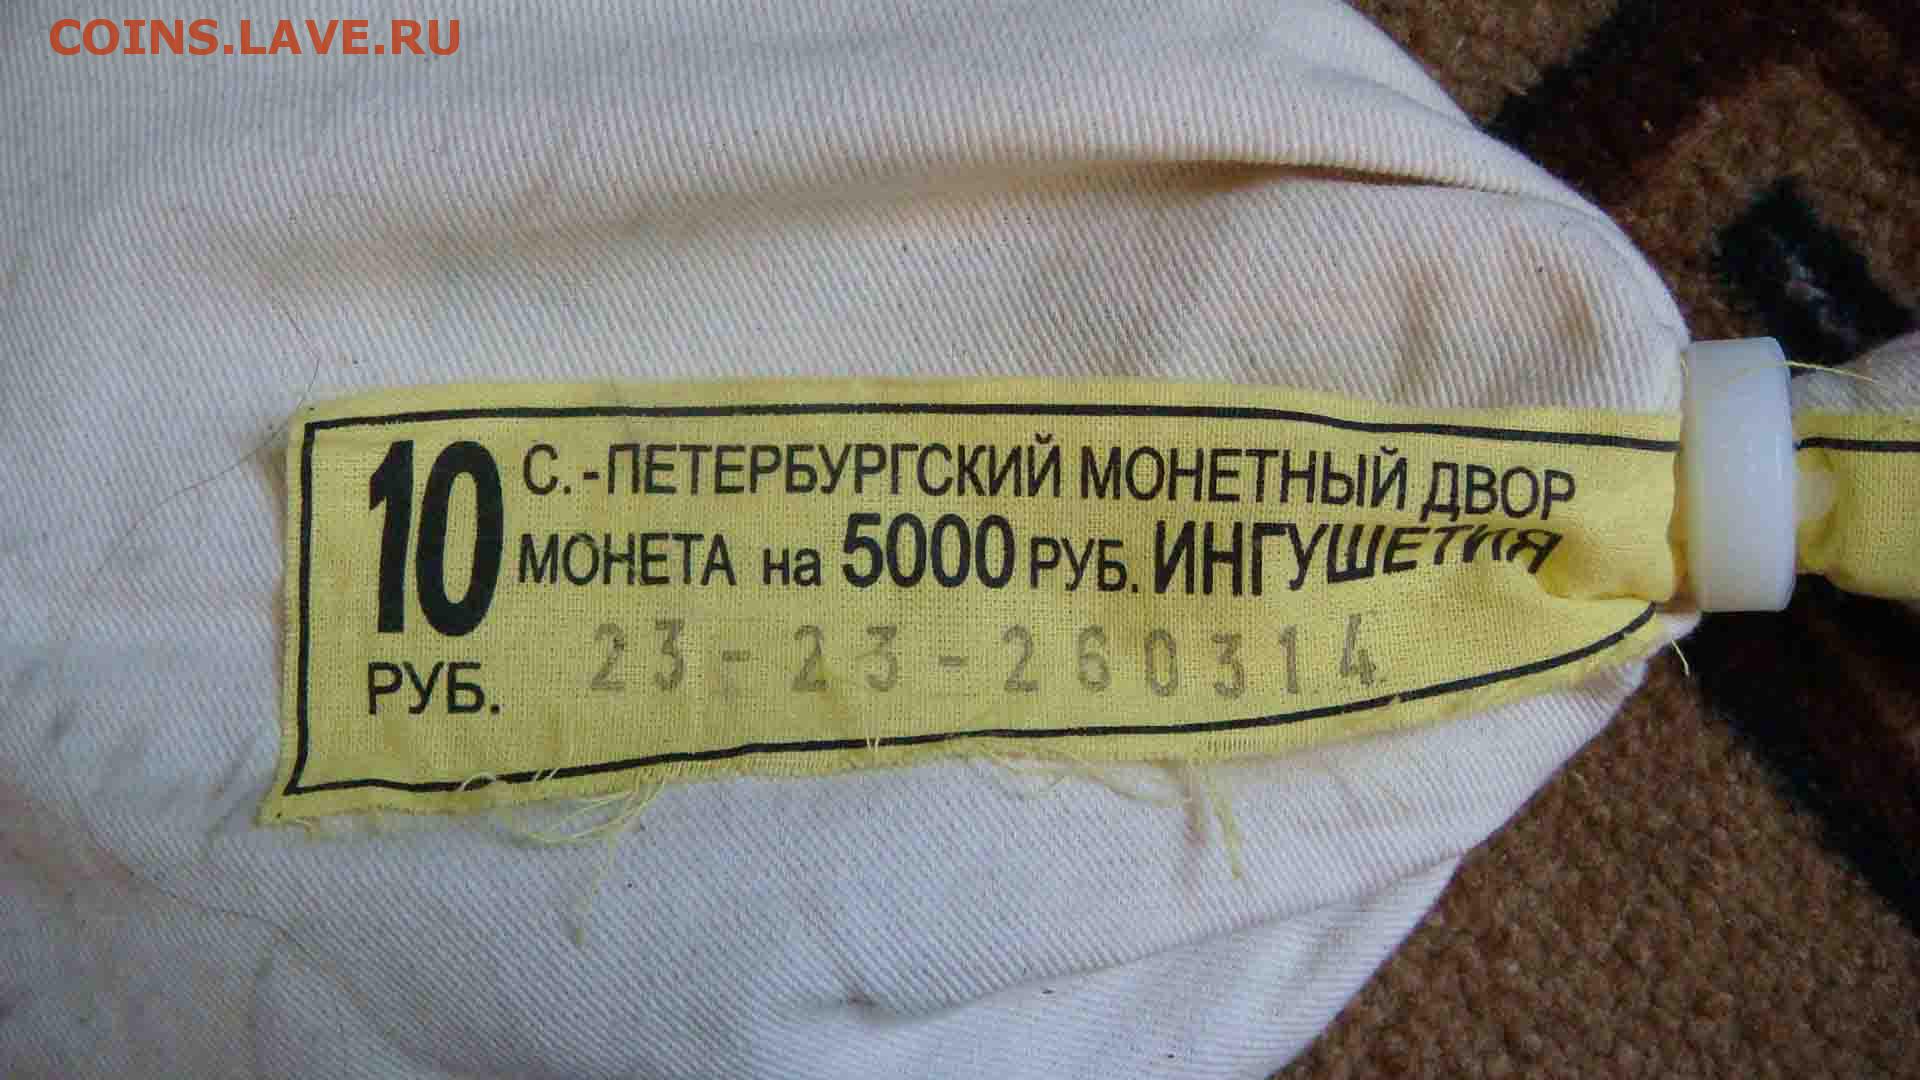 COINS.LAVE.RU
10 РУБ.
С.-ПЕТЕРБУРГСКИЙ МОНЕТНЫЙ ДВОР
МОНЕТА на 5000 РУБ. ИНГУШЕТИЯ
23-23-260314